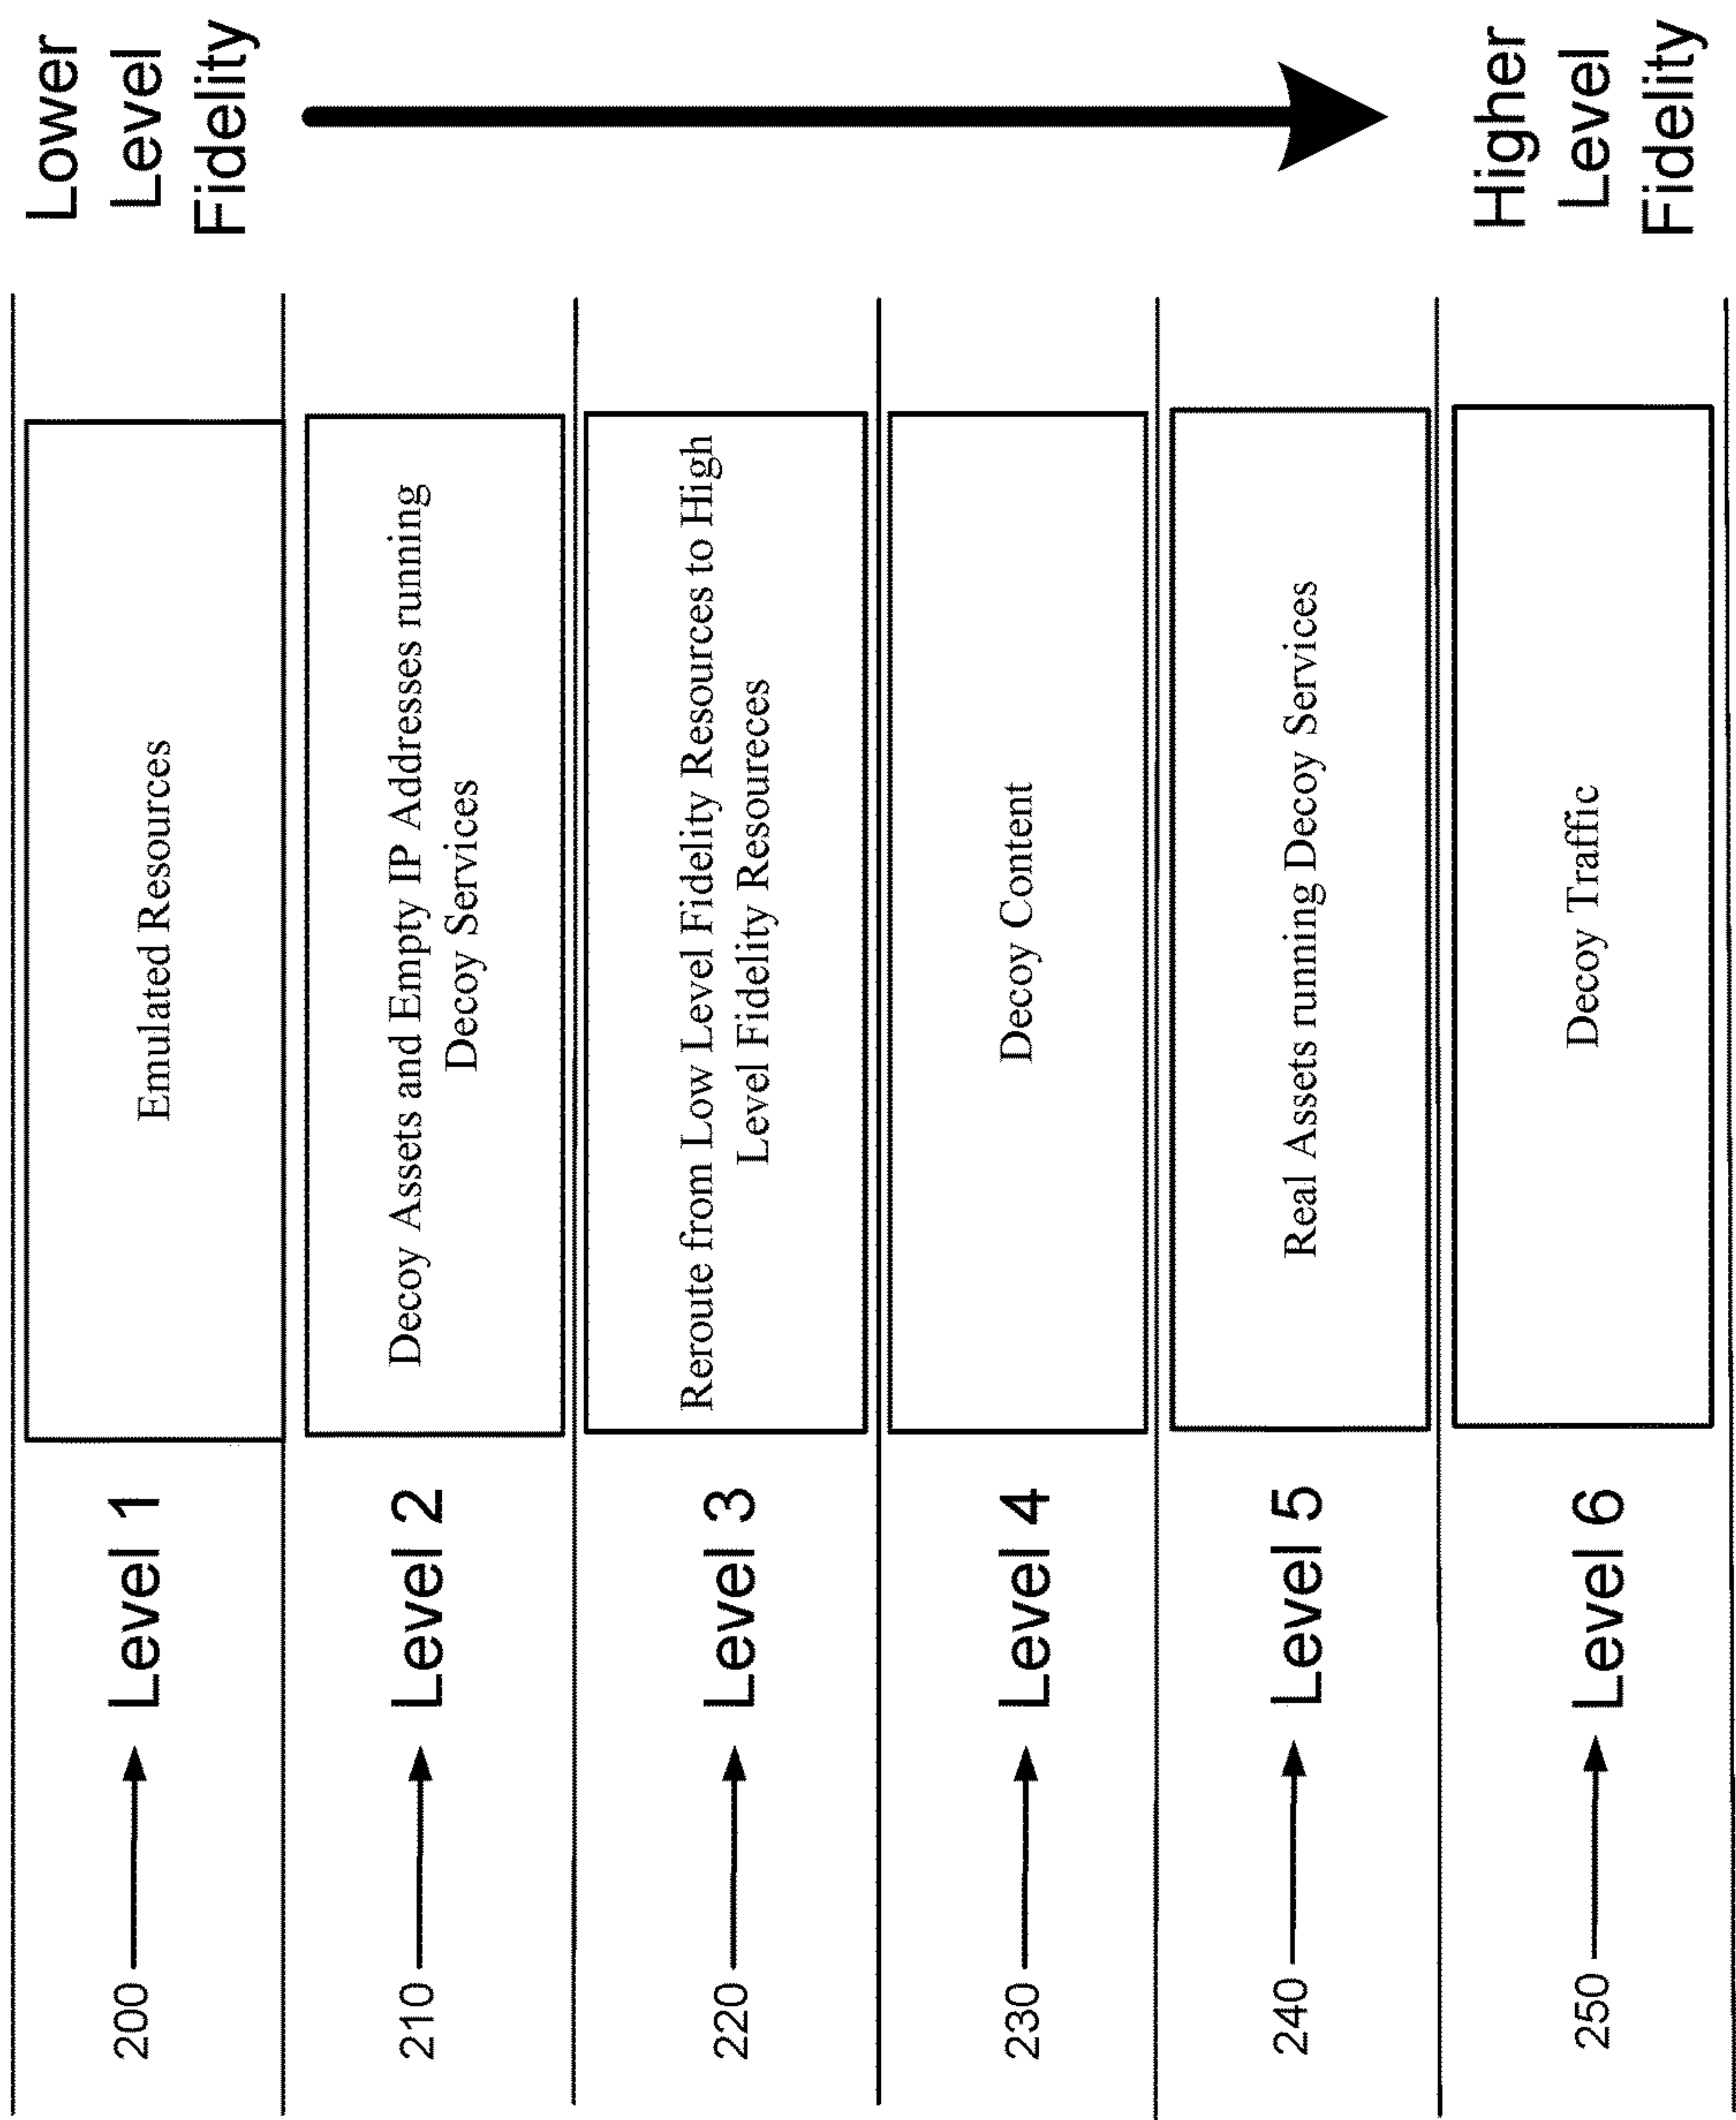 200
Level 1
Emulated Resources
Lower
Level
Fidelity
210
Level 2
Decoy Assets and Empty IP Addresses running
Decoy Services
220
Level 3
Reroute from Low Level Fidelity Resources to High
Level Fidelity Resoureces
230
Level 4
Decoy Content
240
Level 5
Real Assets running Decoy Services
250
Level 6
Decoy Traffic
Higher
Level
Fidelity